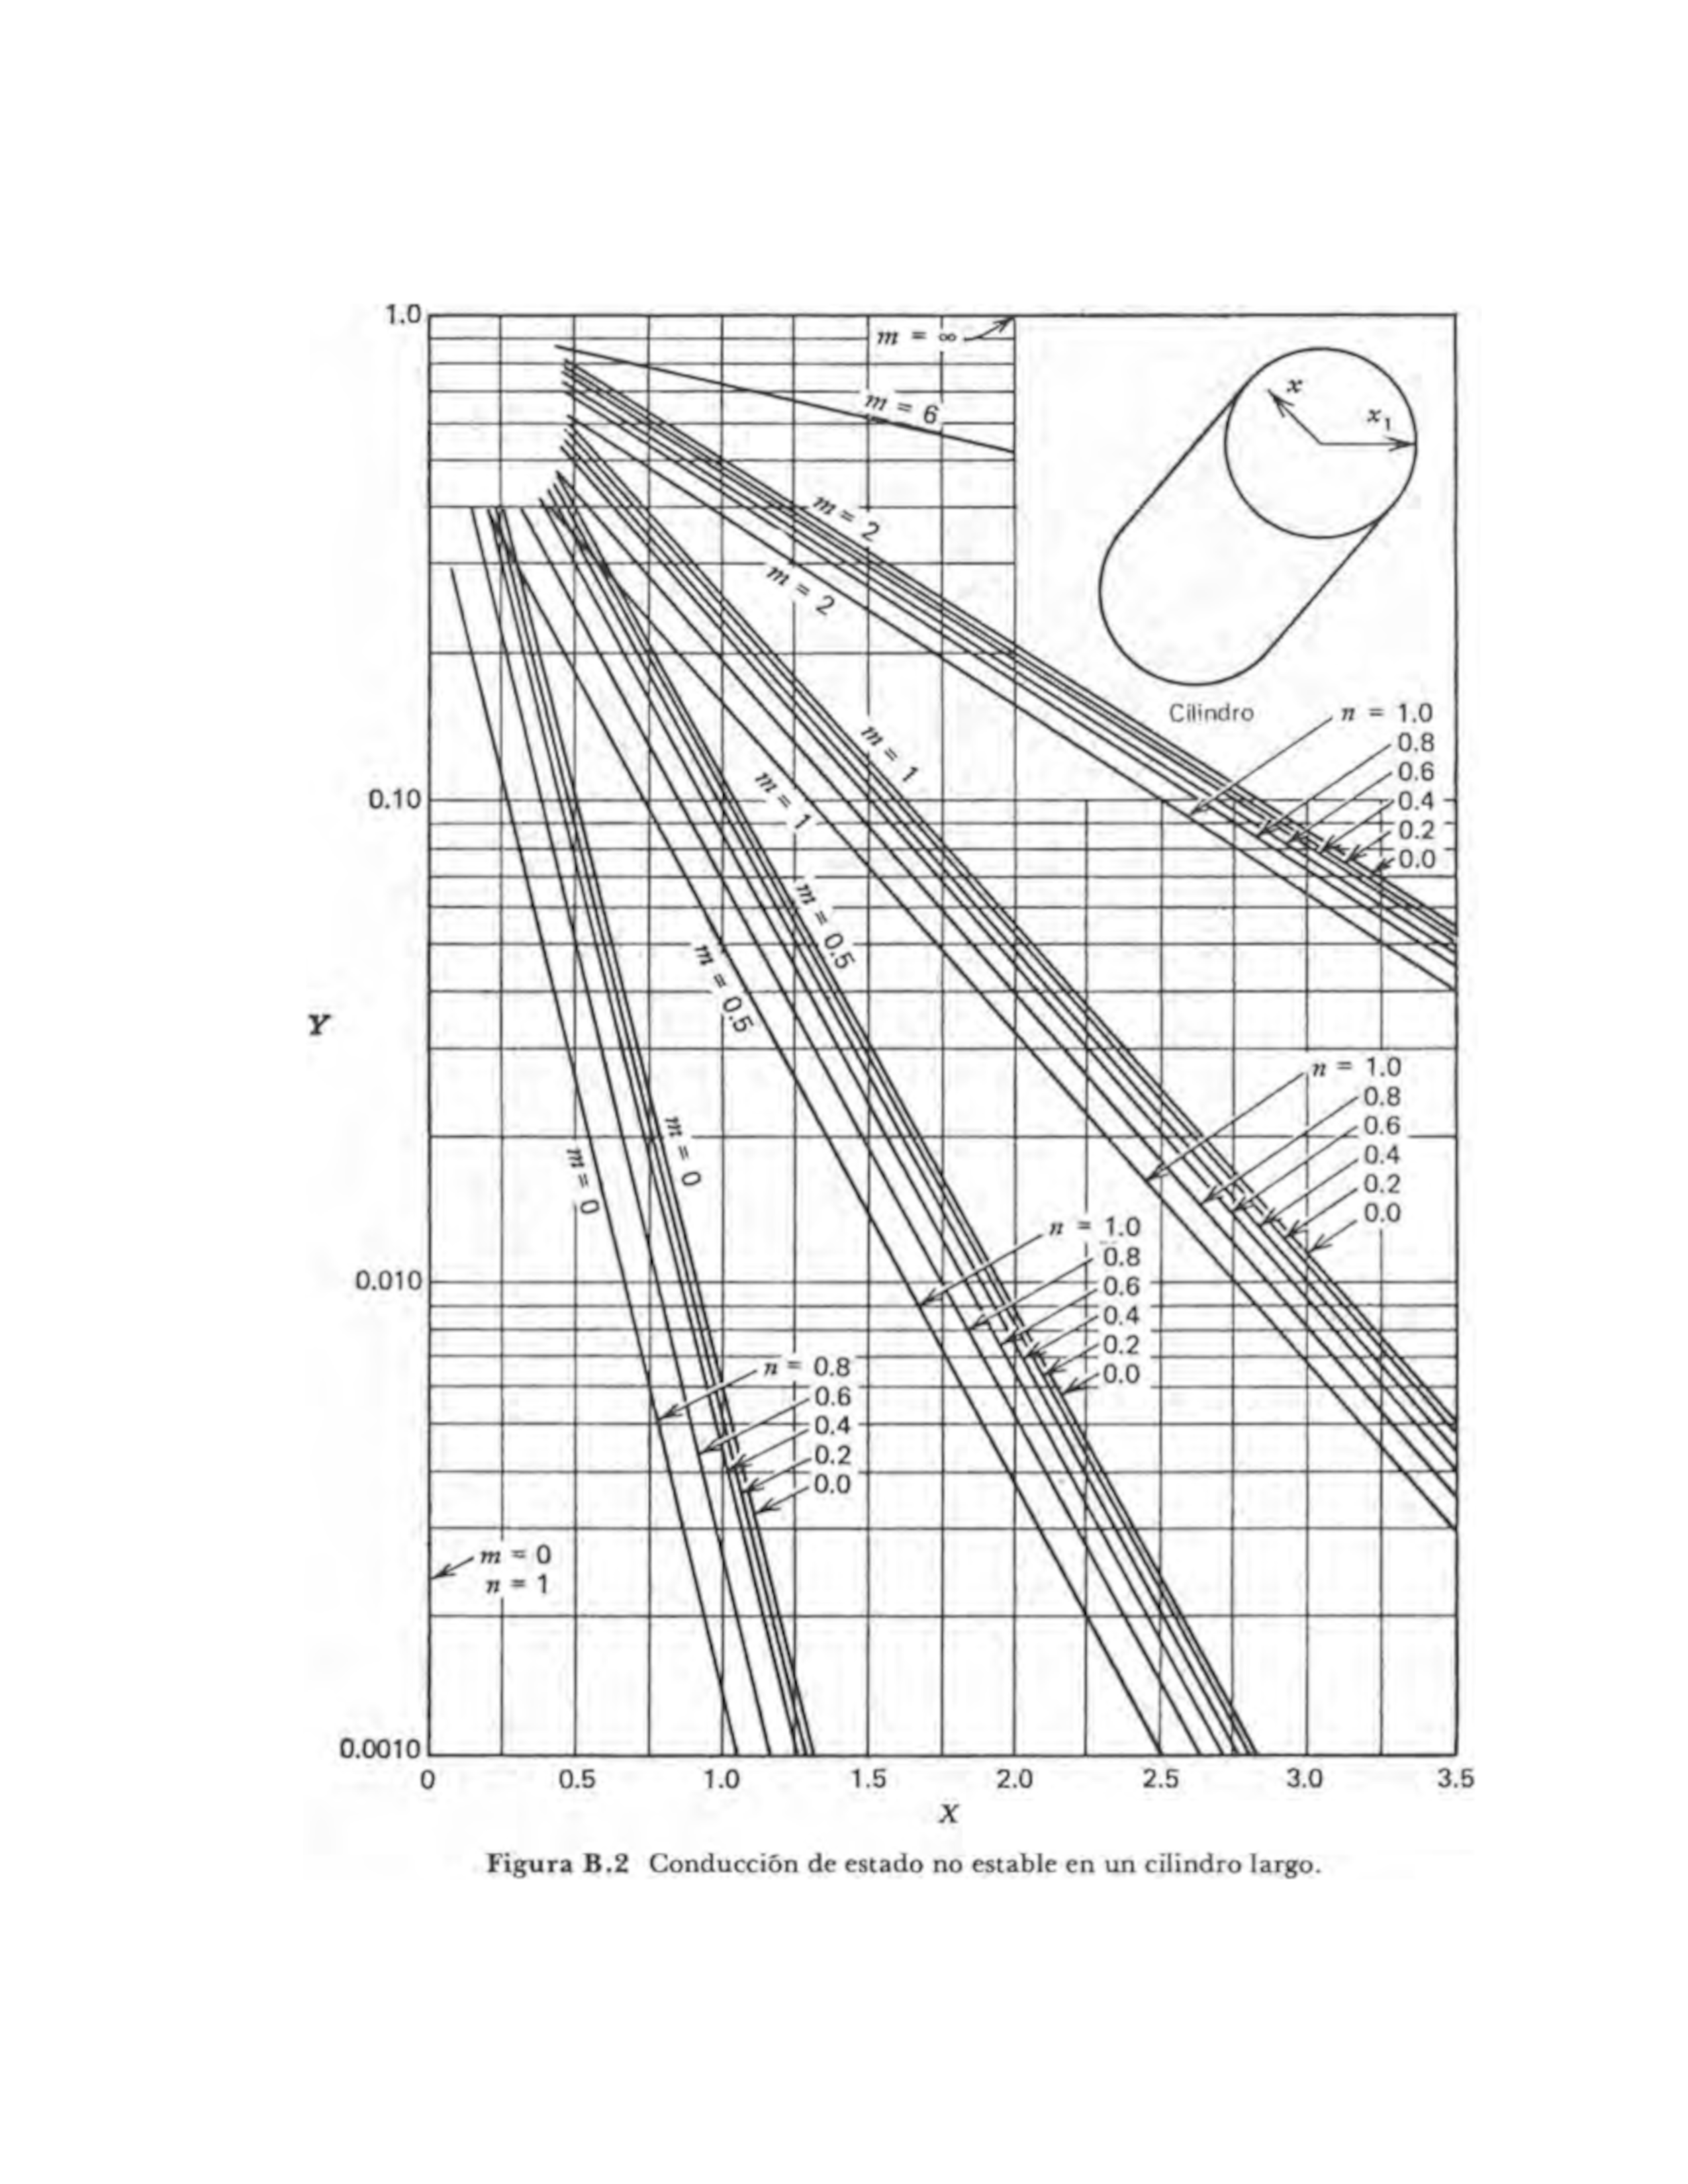 1.0
m = ∞
m = 6
x
x₁
m = 2
m = 2
Cilindro
n = 1.0
0.8
0.6
0.4
0.2
0.0
m = 1
m = 1
0.10
m = 0.5
m = 0.5
Y
n = 1.0
0.8
0.6
0.4
0.2
0.0
m = 0
m = 0
n = 1.0
0.8
0.6
0.4
0.2
0.0
0.010
n = 0.8
0.6
0.4
0.2
0.0
m = 0
n = 1
0.0010
0 0.5 1.0 1.5 2.0 2.5 3.0 3.5
X
Figura B.2 Conducción de estado no estable en un cilindro largo.